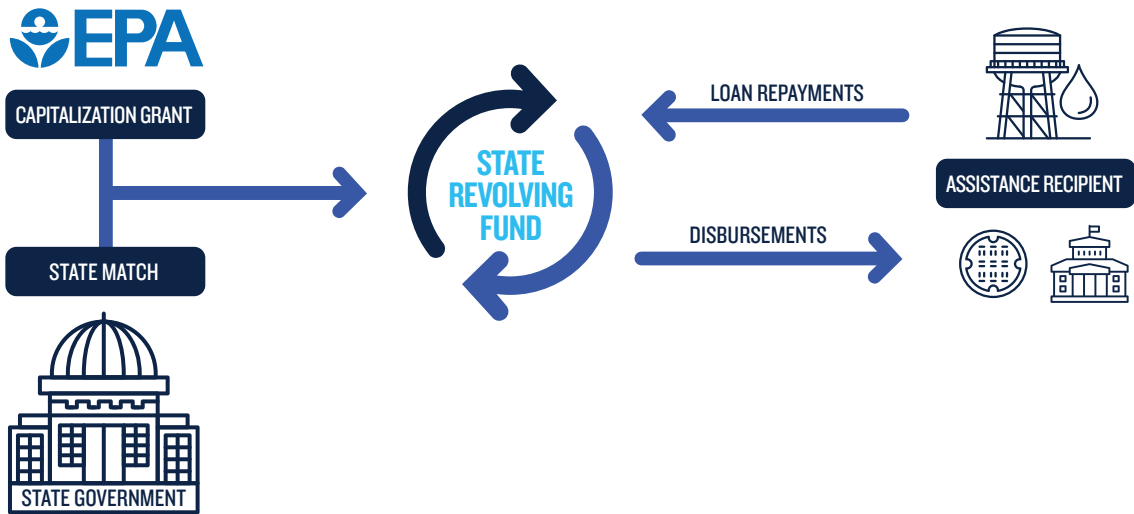 EPA
CAPITALIZATION GRANT
STATE MATCH
STATE GOVERNMENT
STATE
REVOLVING
FUND
LOAN REPAYMENTS
DISBURSEMENTS
ASSISTANCE RECIPIENT